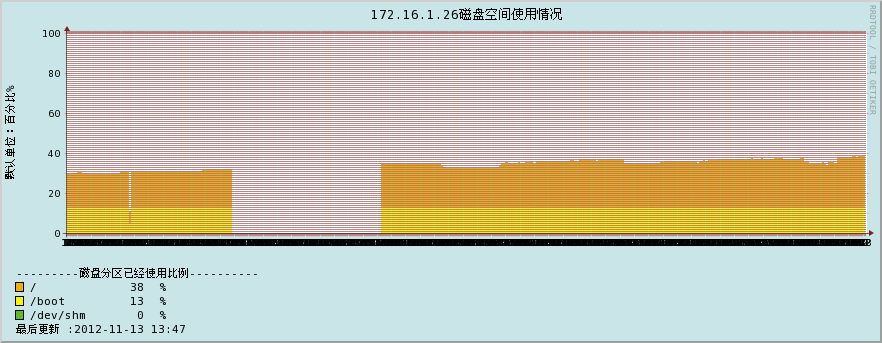 172.16.1.26磁盘空间使用情况
RRDTOOL / TOBI OETIKER
默认单位：百分比%
100
80
60
40
20
0
---------磁盘分区已经使用比例----------
/ 38 %
/boot 13 %
/dev/shm 0 %
最后更新 :2012-11-13 13:47